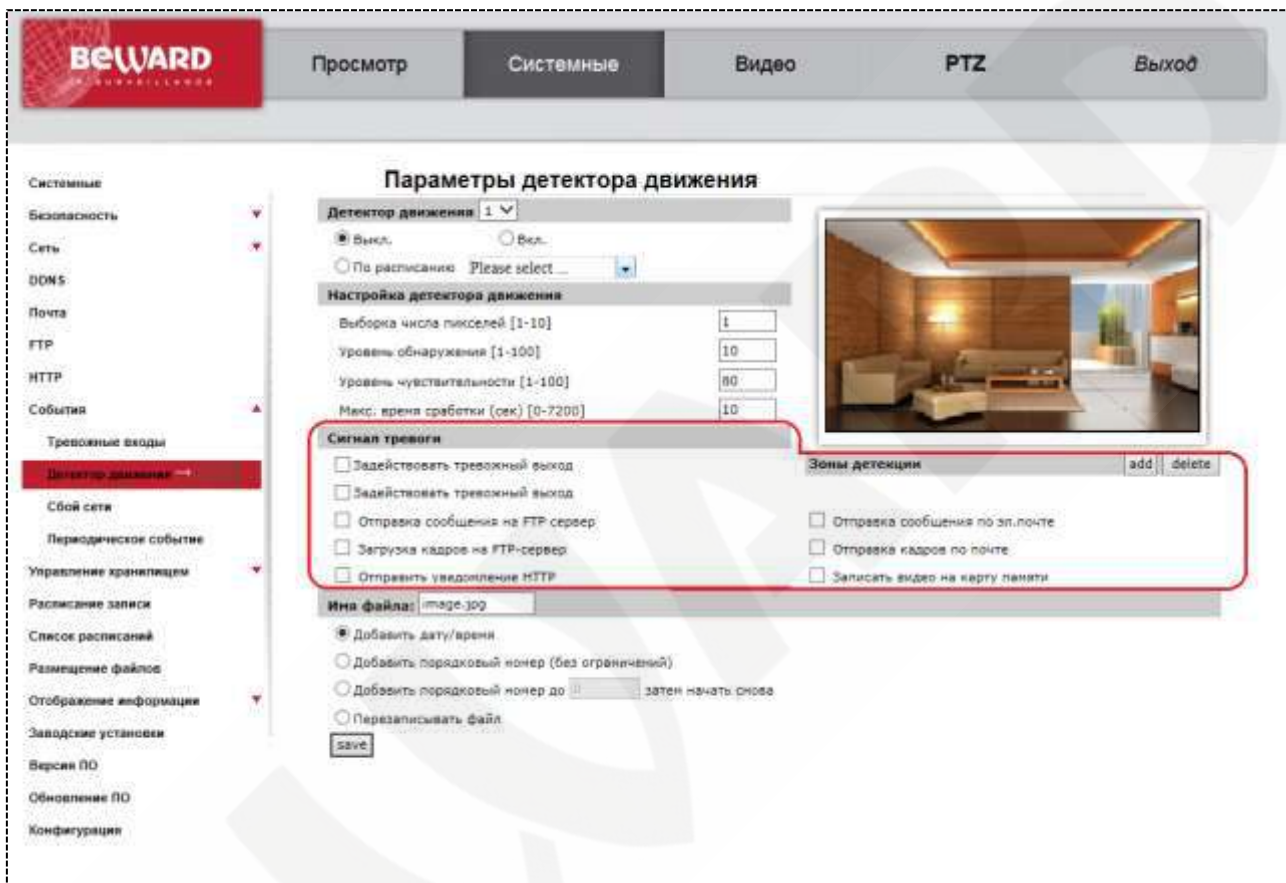 BEWARD
Просмотр
Системные
Видео
PTZ
Выход
Системные
Безопасность
Сеть
DDNS
Почта
FTP
HTTP
События
Тревожные входы
Детектор движения
Сбой сети
Периодическое событие
Управление хранилищем
Расписание записи
Список расписаний
Размещение файлов
Отображение информации
Заводские установки
Версия ПО
Обновление ПО
Конфигурация
Параметры детектора движения
Детектор движения 1
Выкл. Вкл.
По расписанию Please select ...
Настройка детектора движения
Выборка числа пикселей [1-10] 1
Уровень обнаружения [1-100] 10
Уровень чувствительности [1-100] 80
Макс. время сработки (сек) [0-7200] 10
Сигнал тревоги
Зоны детекции add delete
Задействовать тревожный выход
Задействовать тревожный выход
Отправка сообщения на FTP сервер
Отправка сообщения по эл.почте
Загрузка кадров на FTP-сервер
Отправка кадров по почте
Отправить уведомление HTTP
Записать видео на карту памяти
Имя файла: image.jpg
Добавить дату/время
Добавить порядковый номер (без ограничений)
Добавить порядковый номер до 0 затем начать снова
Перезаписывать файл
save